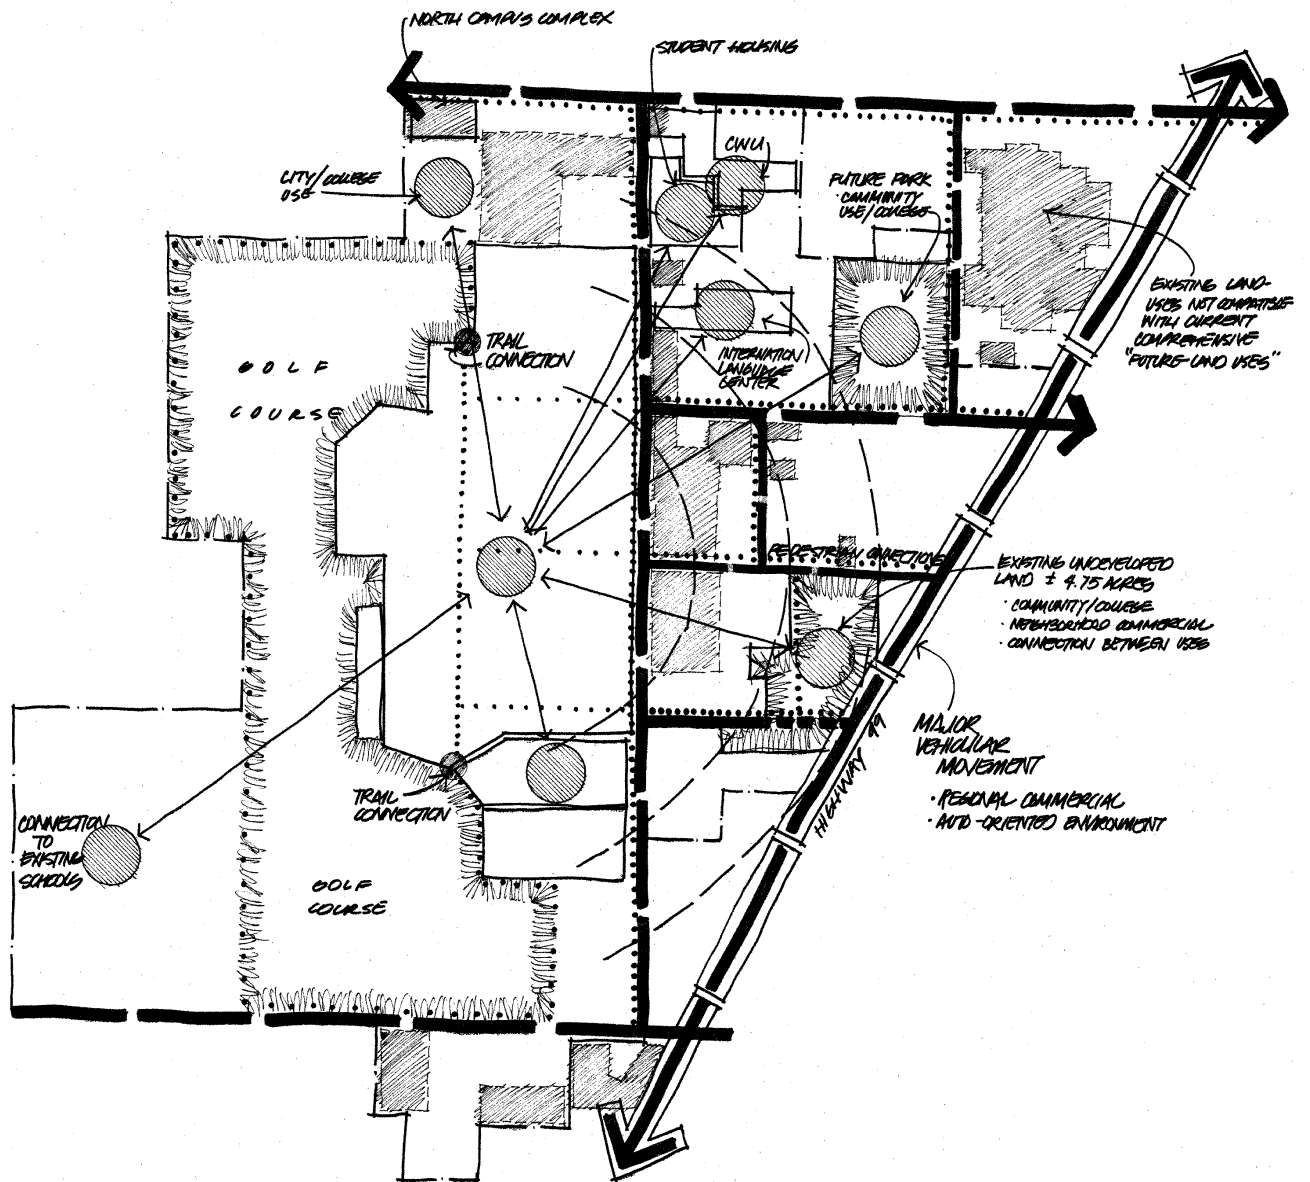 NORTH CAMPUS COMPLEX
STUDENT HOUSING
CWU
CITY/COLLEGE
USE
FUTURE PARK
· COMMUNITY
USE/COLLEGE
EXISTING LAND-
USES NOT COMPATIBLE
WITH CURRENT
COMPREHENSIVE
"FUTURE-LAND USES"
TRAIL
CONNECTION
INTERNATION
LANGUAGE
CENTER
GOLF
COURSE
PEDESTRIAN CONNECTIONS
EXISTING UNDEVELOPED
LAND ± 4.75 ACRES
· COMMUNITY/COLLEGE
· NEIGHBORHOOD COMMERCIAL
· CONNECTION BETWEEN USES
MAJOR
VEHICULAR
MOVEMENT
· REGIONAL COMMERCIAL
· AUTO-ORIENTED ENVIRONMENT
HIGHWAY 99
TRAIL
CONNECTION
CONNECTION
TO
EXISTING
SCHOOLS
GOLF
COURSE